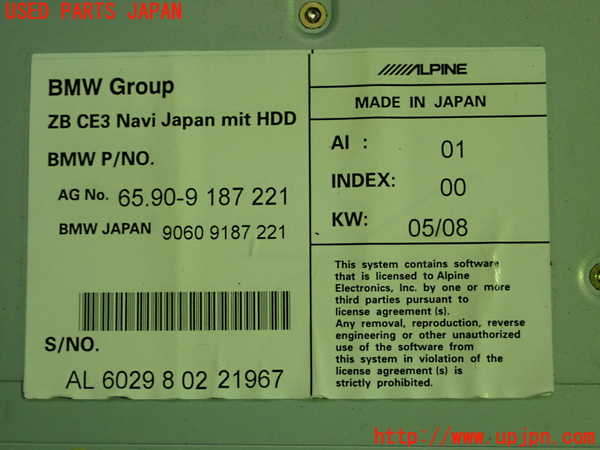 USED PARTS JAPAN
BMW Group
ZB CE3 Navi Japan mit HDD
BMW P/NO.
AG No. 65.90-9 187 221
BMW JAPAN 9060 9187 221
S/NO.
AL 6029 8 02 21967
ALPINE
MADE IN JAPAN
AI : 01
INDEX: 00
KW: 05/08
This system contains software
that is licensed to Alpine
Electronics, Inc. by one or more
third parties pursuant to
license agreement (s).
Any removal, reproduction, reverse
engineering or other unauthorized
use of the software from
this system in violation of the
license agreement (s) is
strictly prohibited.
http://www.upjpn.com/